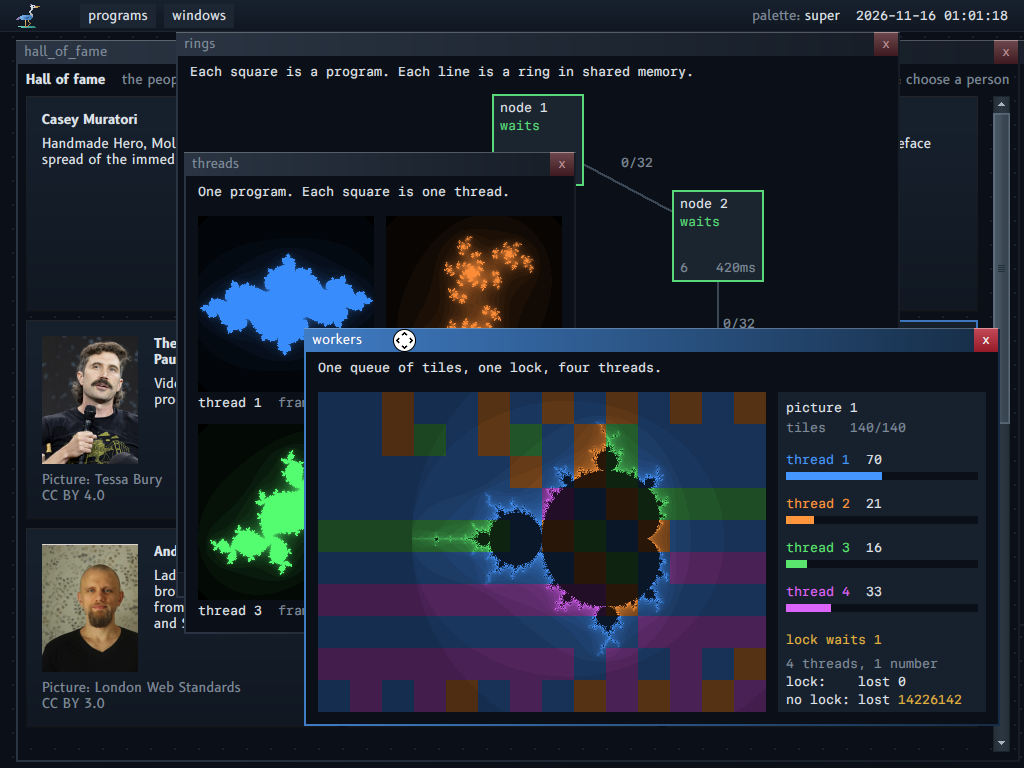 programs windows palette: super 2026-11-16 01:01:18
hall_of_fame x
Hall of fame the peop choose a person
Casey Muratori
Handmade Hero, Mol eface
spread of the immed
rings x
Each square is a program. Each line is a ring in shared memory.
node 1
waits
0/32
node 2
waits
6 420ms
0/32
threads x
One program. Each square is one thread.
thread 1 fra
thread 3 fra
The
Pau
Vide
pro
Picture: Tessa Bury
CC BY 4.0
And
Lad
bro
from
and S
Picture: London Web Standards
CC BY 3.0
workers x
One queue of tiles, one lock, four threads.
picture 1
tiles 140/140
thread 1 70
thread 2 21
thread 3 16
thread 4 33
lock waits 1
4 threads, 1 number
lock: lost 0
no lock: lost 14226142